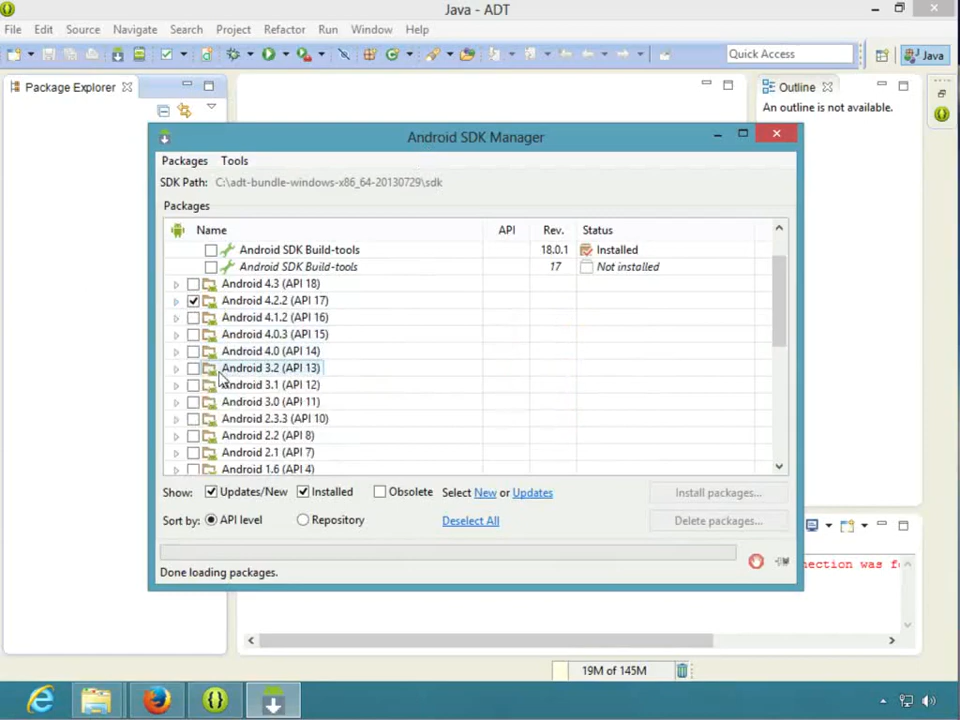 Java - ADT
File Edit Source Navigate Search Project Refactor Run Window Help
Quick Access
Java
Package Explorer
Outline
An outline is not available.
Android SDK Manager
Packages Tools
SDK Path: C:\adt-bundle-windows-x86_64-20130729\sdk
Packages
Name API Rev. Status
Android SDK Build-tools 18.0.1 Installed
Android SDK Build-tools 17 Not installed
Android 4.3 (API 18)
Android 4.2.2 (API 17)
Android 4.1.2 (API 16)
Android 4.0.3 (API 15)
Android 4.0 (API 14)
Android 3.2 (API 13)
Android 3.1 (API 12)
Android 3.0 (API 11)
Android 2.3.3 (API 10)
Android 2.2 (API 8)
Android 2.1 (API 7)
Android 1.6 (API 4)
Show: Updates/New Installed Obsolete Select New or Updates Install packages...
Sort by: API level Repository Deselect All Delete packages...
Done loading packages.
nection was f
19M of 145M